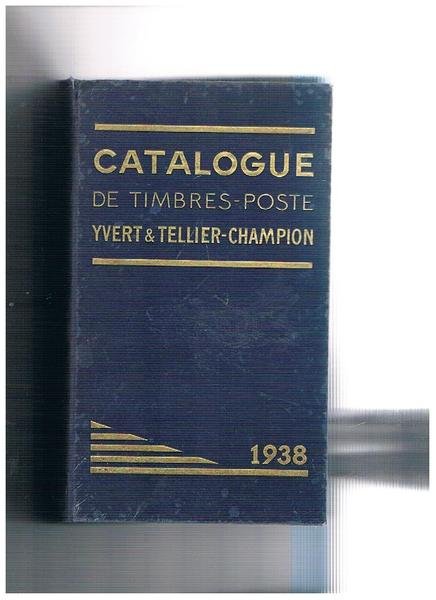 CATALOGUE
DE TIMBRES-POSTE
YVERT & TELLIER-CHAMPION
1938